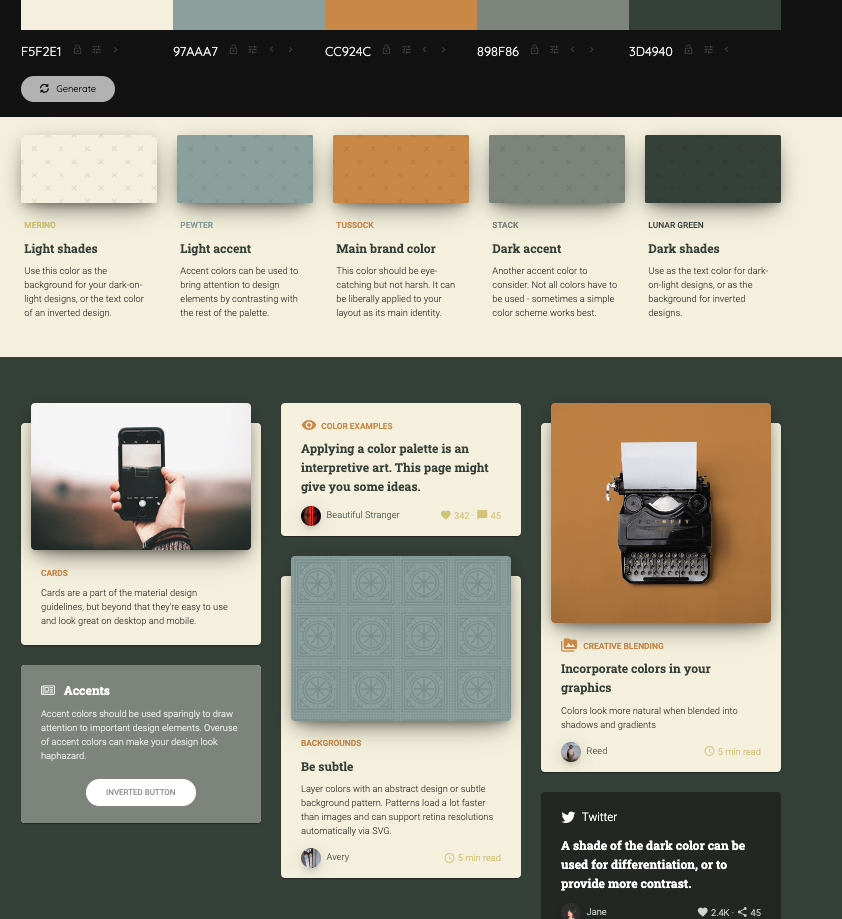 F5F2E1
97AAA7
CC924C
898F86
3D4940
Generate
MERINO
Light shades
Use this color as the
background for your dark-on-
light designs, or the text color
of an inverted design.
PEWTER
Light accent
Accent colors can be used to
bring attention to design
elements by contrasting with
the rest of the palette.
TUSSOCK
Main brand color
This color should be eye-
catching but not harsh. It can
be liberally applied to your
layout as its main identity.
STACK
Dark accent
Another accent color to
consider. Not all colors have to
be used - sometimes a simple
color scheme works best.
LUNAR GREEN
Dark shades
Use as the text color for dark-
on-light designs, or as the
background for inverted
designs.
CARDS
Cards are a part of the material design
guidelines, but beyond that they're easy to use
and look great on desktop and mobile.
Accents
Accent colors should be used sparingly to draw
attention to important design elements. Overuse
of accent colors can make your design look
haphazard.
INVERTED BUTTON
COLOR EXAMPLES
Applying a color palette is an
interpretive art. This page might
give you some ideas.
Beautiful Stranger
342 · 45
BACKGROUNDS
Be subtle
Layer colors with an abstract design or subtle
background pattern. Patterns load a lot faster
than images and can support retina resolutions
automatically via SVG.
Avery
5 min read
CREATIVE BLENDING
Incorporate colors in your
graphics
Colors look more natural when blended into
shadows and gradients
Reed
5 min read
Twitter
A shade of the dark color can be
used for differentiation, or to
provide more contrast.
Jane
2.4K · 45